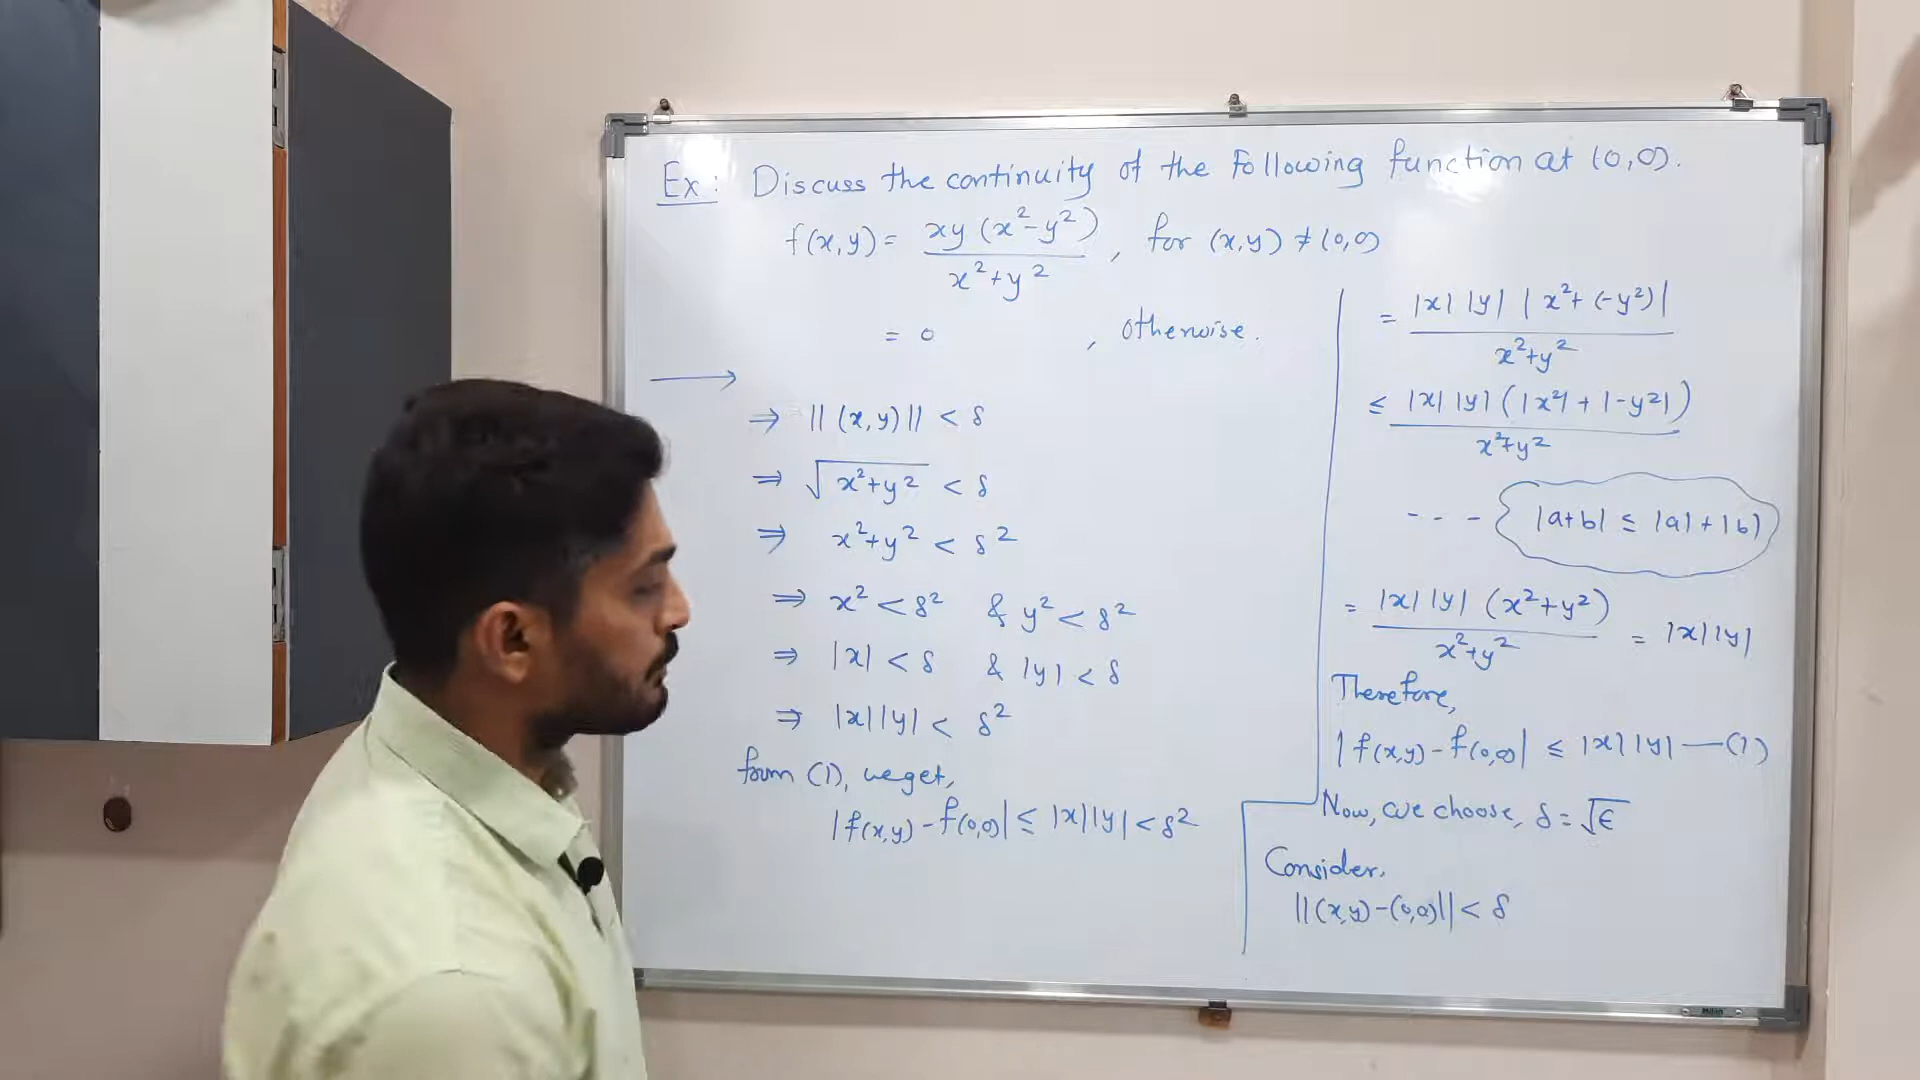 Ex: Discuss the continuity of the following function at (0,0).
f(x,y) = xy (x²-y²) / x²+y² , for (x,y) ≠ (0,0)
= 0 , otherwise.
⇒ ||(x,y)|| < δ
⇒ √x²+y² < δ
⇒ x²+y² < δ²
⇒ x² < δ² & y² < δ²
⇒ |x| < δ & |y| < δ
⇒ |x||y| < δ²
from (1), we get,
|f(x,y) - f(0,0)| ≤ |x||y| < δ²
= |x| |y| | x²+ (-y²)| / x²+y²
≤ |x| |y| (|x²| + |-y²|) / x²+y²
- - - |a+b| ≤ |a|+|b|
= |x| |y| (x²+y²) / x²+y² = |x||y|
Therefore,
|f(x,y) - f(0,0)| ≤ |x||y| —(1)
Now, we choose, δ = √ϵ
Consider,
||(x,y)-(0,0)|| < δ